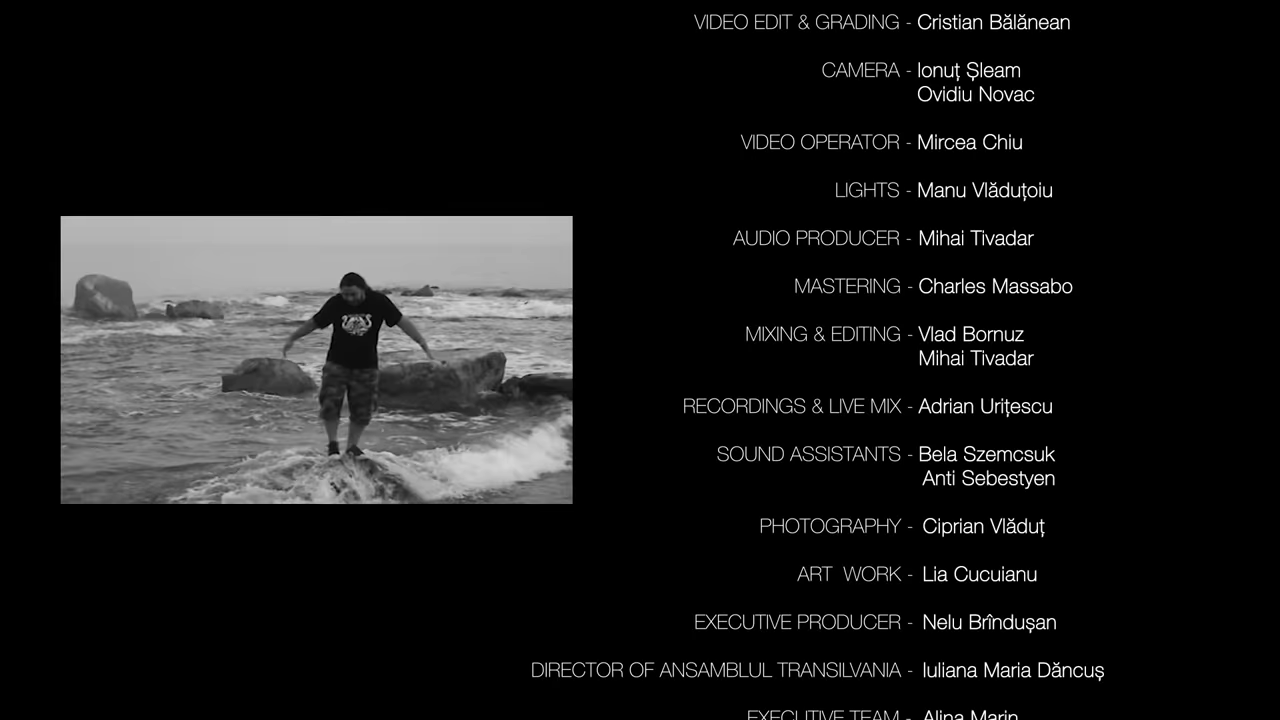 VIDEO EDIT & GRADING - Cristian Bălănean
CAMERA - Ionuț Șleam
Ovidiu Novac
VIDEO OPERATOR - Mircea Chiu
LIGHTS - Manu Vlăduțoiu
AUDIO PRODUCER - Mihai Tivadar
MASTERING - Charles Massabo
MIXING & EDITING - Vlad Bornuz
Mihai Tivadar
RECORDINGS & LIVE MIX - Adrian Urițescu
SOUND ASSISTANTS - Bela Szemcsuk
Anti Sebestyen
PHOTOGRAPHY - Ciprian Vlăduț
ART WORK - Lia Cucuianu
EXECUTIVE PRODUCER - Nelu Brîndușan
DIRECTOR OF ANSAMBLUL TRANSILVANIA - Iuliana Maria Dăncuș
EXECUTIVE TEAM - Alina Marin